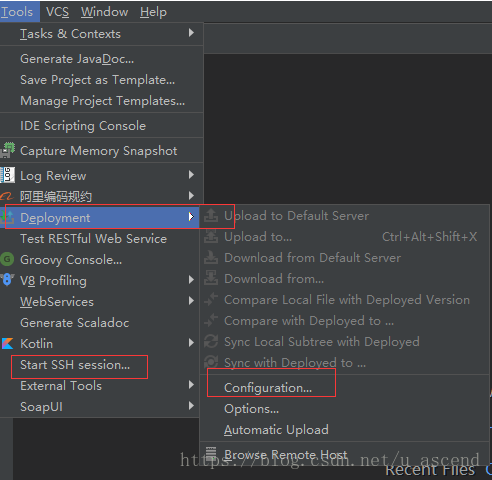 Tools VCS Window Help
Tasks & Contexts
Generate JavaDoc...
Save Project as Template...
Manage Project Templates...
IDE Scripting Console
Capture Memory Snapshot
LOG Log Review
阿里编码规约
Deployment
Test RESTful Web Service
G Groovy Console...
V8 Profiling
WebServices
Generate Scaladoc
Kotlin
Start SSH session...
External Tools
SoapUI
Upload to Default Server
Upload to... Ctrl+Alt+Shift+X
Download from Default Server
Download from...
Compare Local File with Deployed Version
Compare with Deployed to ...
Sync Local Subtree with Deployed
Sync with Deployed to ...
Configuration...
Options...
Automatic Upload
Browse Remote Host
https://blog.csdn.net/u_ascend
Recent Files